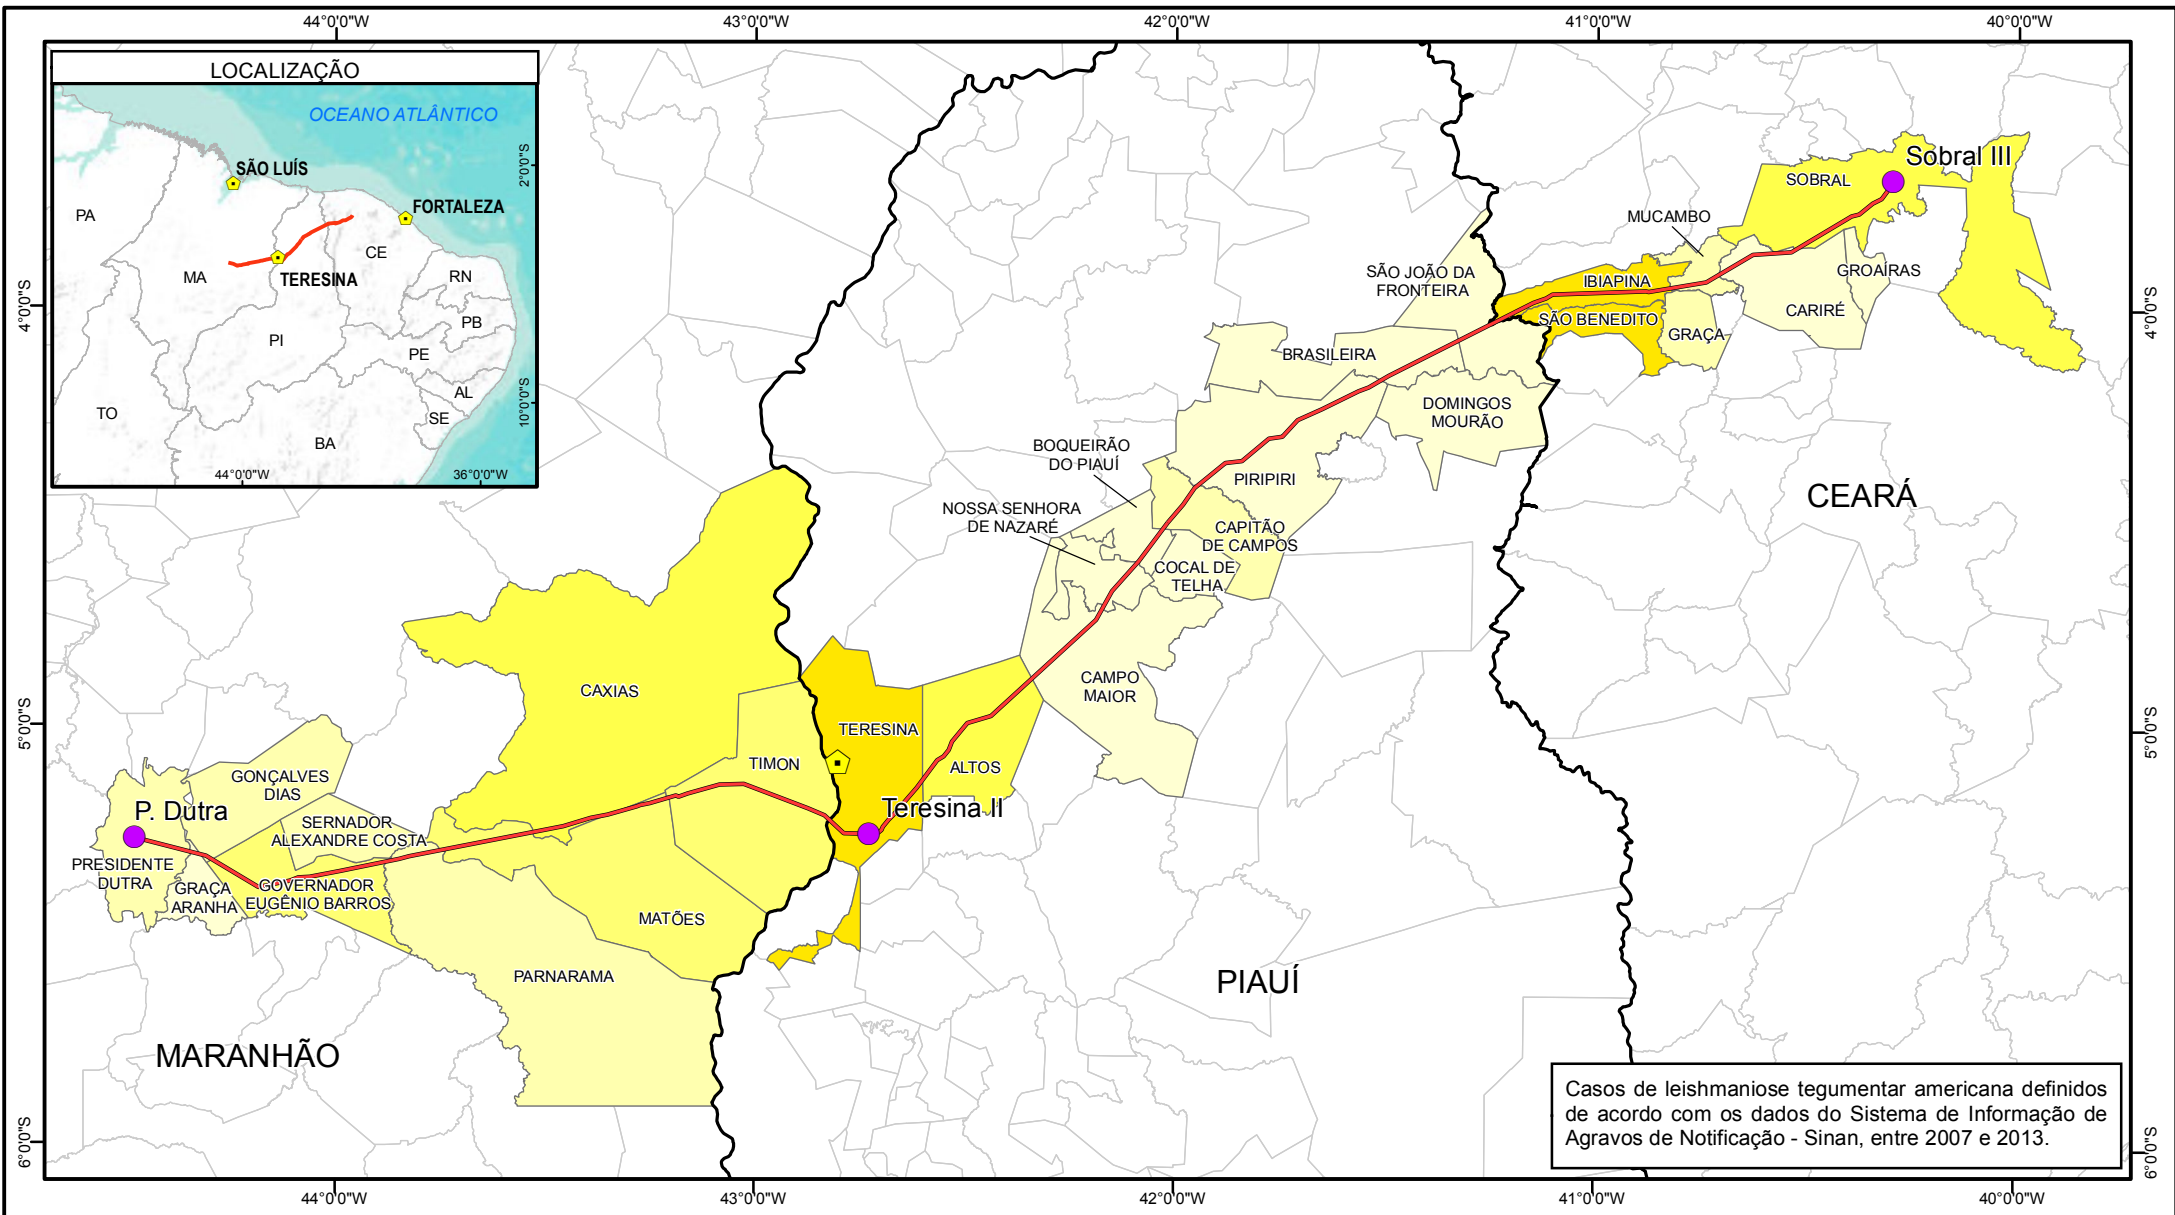 44°0'0"W
43°0'0"W
42°0'0"W
41°0'0"W
40°0'0"W
LOCALIZAÇÃO
OCEANO ATLÂNTICO
SÃO LUÍS
FORTALEZA
TERESINA
PA
MA
CE
RN
PB
PI
PE
AL
SE
TO
BA
2°0'0"S
10°0'0"S
44°0'0"W
36°0'0"W
4°0'0"S
5°0'0"S
6°0'0"S
4°0'0"S
5°0'0"S
6°0'0"S
Sobral III
SOBRAL
MUCAMBO
GROAÍRAS
SÃO JOÃO DA
FRONTEIRA
IBIAPINA
CARIRÉ
SÃO BENEDITO
GRAÇA
BRASILEIRA
DOMINGOS
MOURÃO
BOQUEIRÃO
DO PIAUÍ
PIRIPIRI
NOSSA SENHORA
DE NAZARÉ
CAPITÃO
DE CAMPOS
COCAL DE
TELHA
CEARÁ
CAMPO
MAIOR
CAXIAS
TERESINA
TIMON
ALTOS
Teresina II
GONÇALVES
DIAS
P. Dutra
SERNADOR
ALEXANDRE COSTA
PRESIDENTE
DUTRA
GRAÇA
ARANHA
GOVERNADOR
EUGÊNIO BARROS
MATÕES
PARNARAMA
PIAUÍ
MARANHÃO
Casos de leishmaniose tegumentar americana definidos
de acordo com os dados do Sistema de Informação de
Agravos de Notificação - Sinan, entre 2007 e 2013.
44°0'0"W
43°0'0"W
42°0'0"W
41°0'0"W
40°0'0"W